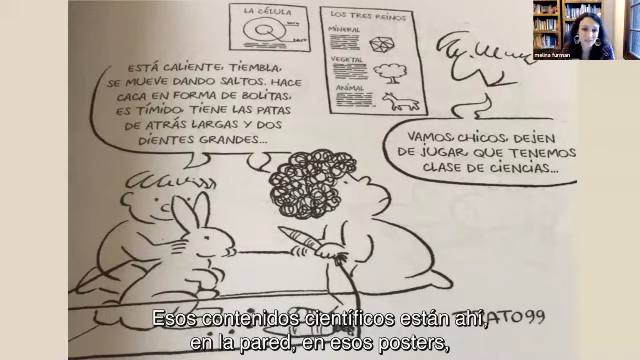 LA CÉLULA
LOS TRES REINOS
MINERAL
VEGETAL
ANIMAL
melina furman
ESTÁ CALIENTE, TIEMBLA,
SE MUEVE DANDO SALTOS. HACE
CACA EN FORMA DE BOLITAS,
ES TÍMIDO, TIENE LAS PATAS
DE ATRÁS LARGAS Y DOS
DIENTES GRANDES...
VAMOS, CHICOS, DEJEN
DE JUGAR, QUE TENEMOS
CLASE DE CIENCIAS...
Esos contenidos científicos están ahí,
en la pared, en esos posters,